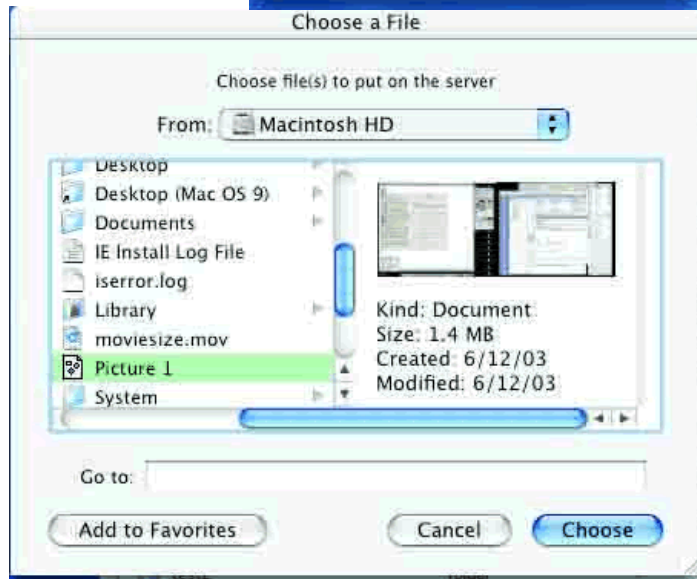 Choose a File
Choose file(s) to put on the server
From: Macintosh HD
Desktop
Desktop (Mac OS 9)
Documents
IE Install Log File
iserror.log
Library
moviesize.mov
Picture 1
System
Kind: Document
Size: 1.4 MB
Created: 6/12/03
Modified: 6/12/03
Go to:
Add to Favorites
Cancel
Choose